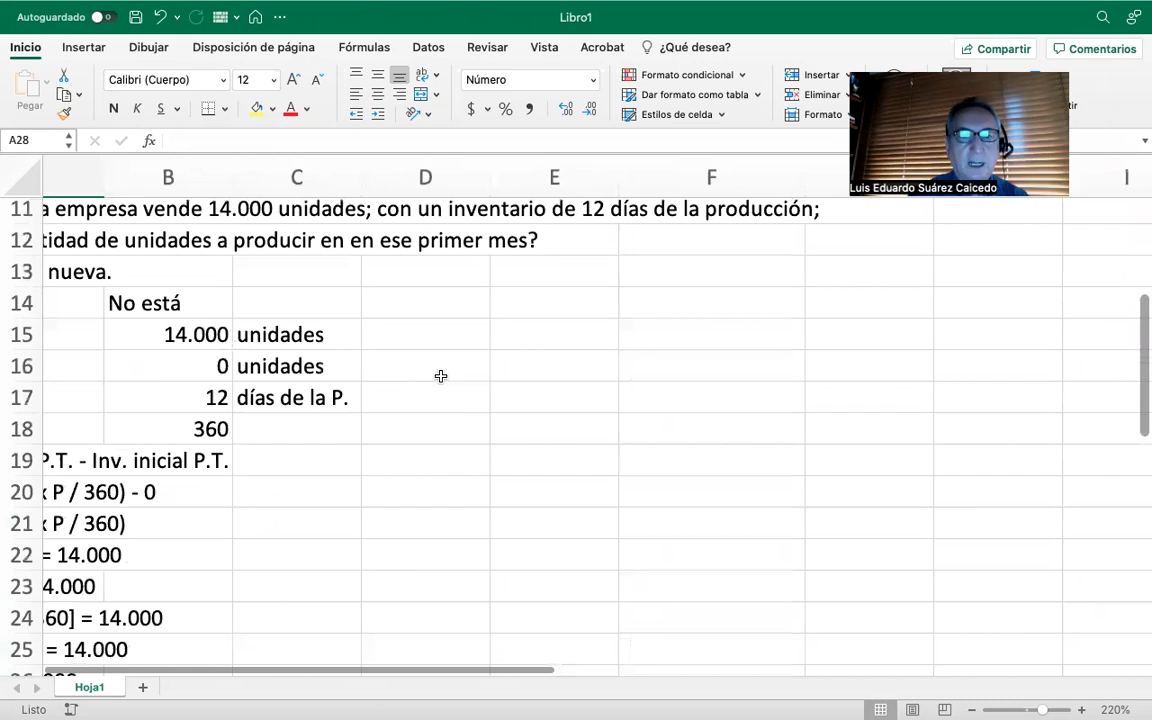 Autoguardado
Libro1
Inicio Insertar Dibujar Disposición de página Fórmulas Datos Revisar Vista Acrobat ¿Qué desea? Compartir Comentarios
Pegar
Calibri (Cuerpo) 12
N K S A
Número
$ %
Formato condicional
Dar formato como tabla
Estilos de celda
Insertar
Eliminar
Formato
Luis Eduardo Suárez Caicedo
A28 fx
B C D E F I
11 a empresa vende 14.000 unidades; con un inventario de 12 días de la producción;
12 tidad de unidades a producir en en ese primer mes?
13 nueva.
14 No está
15 14.000 unidades
16 0 unidades
17 12 días de la P.
18 360
19 P.T. - Inv. inicial P.T.
20 x P / 360) - 0
21 x P / 360)
22 = 14.000
23 4.000
24 60] = 14.000
25 = 14.000
Hoja1
Listo 220%